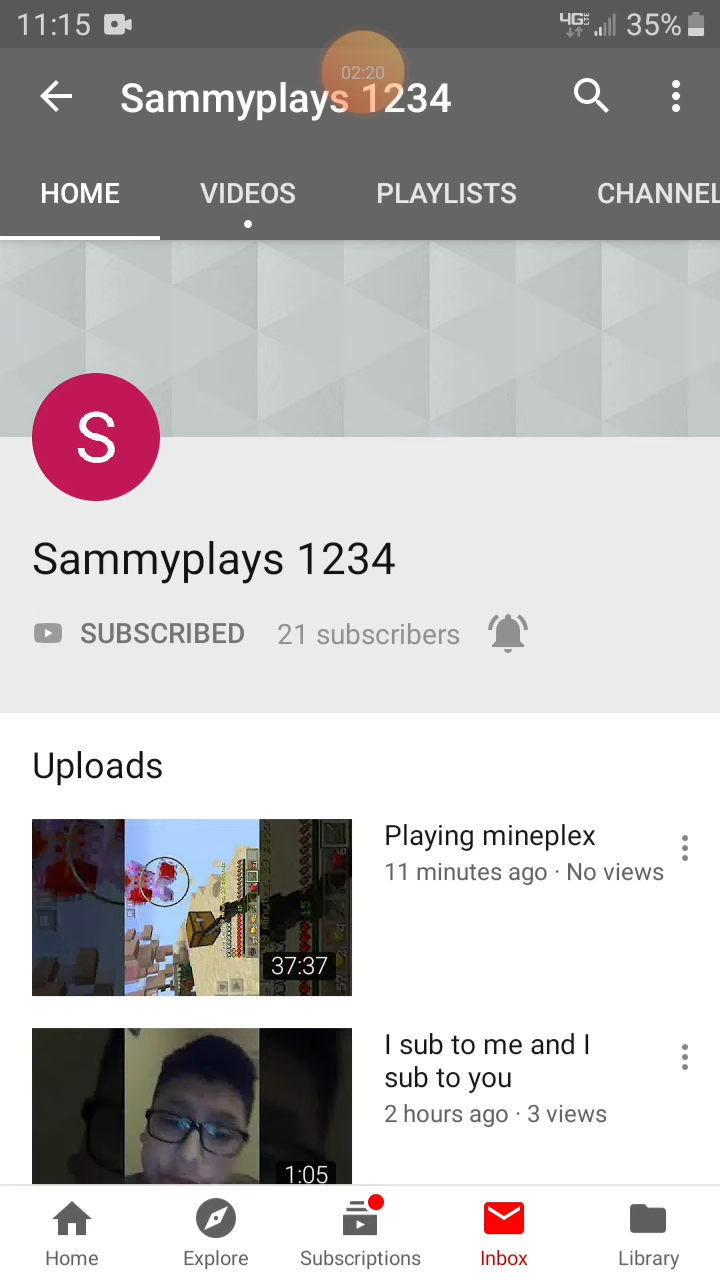 11:15 4G LTE 35%
02:20
Sammyplays 1234
HOME VIDEOS PLAYLISTS CHANNEL
S
Sammyplays 1234
SUBSCRIBED 21 subscribers
Uploads
Playing mineplex
11 minutes ago · No views
37:37
I sub to me and I
sub to you
2 hours ago · 3 views
1:05
Home Explore Subscriptions Inbox Library